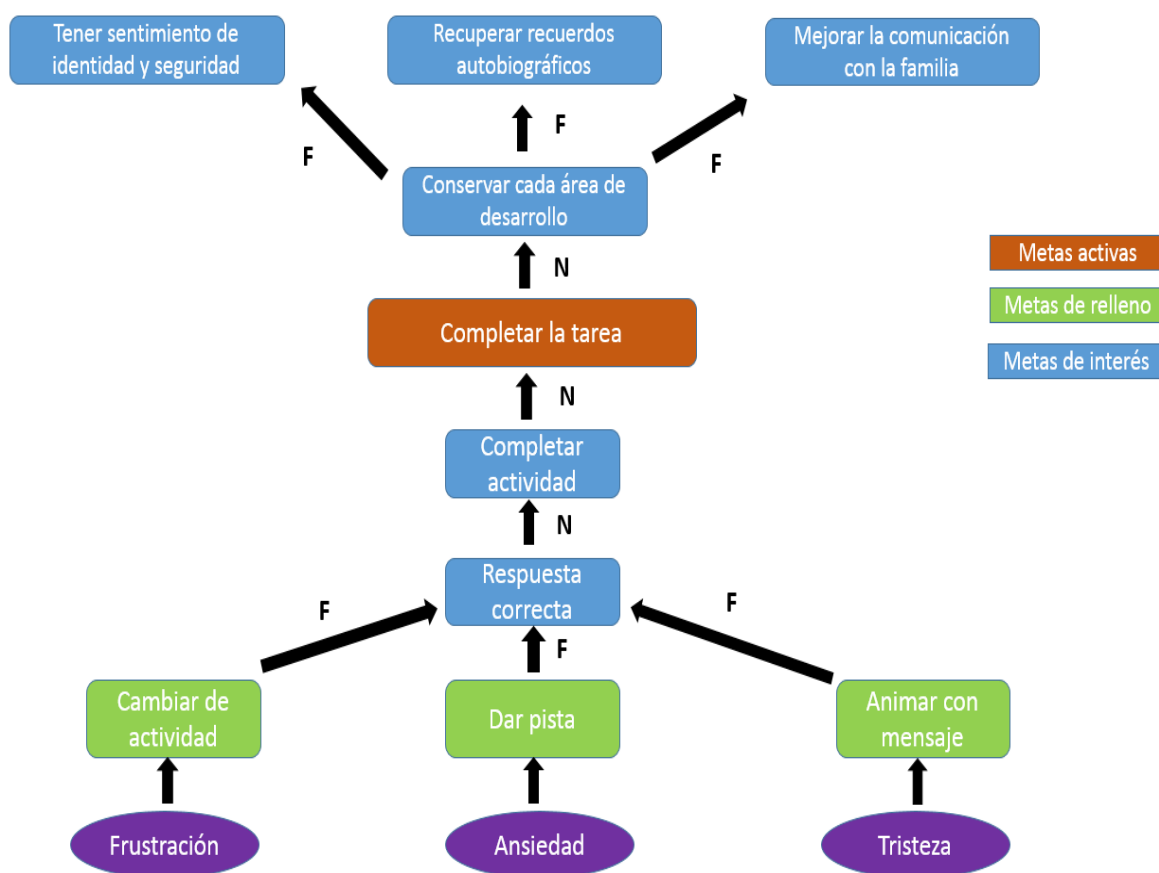 Tener sentimiento de
identidad y seguridad
Recuperar recuerdos
autobiográficos
Mejorar la comunicación
con la familia
F
F
F
Conservar cada área de
desarrollo
N
Metas activas
Metas de relleno
Metas de interés
Completar la tarea
N
Completar
actividad
N
Respuesta
correcta
F
F
F
Cambiar de
actividad
Dar pista
Animar con
mensaje
Frustración
Ansiedad
Tristeza